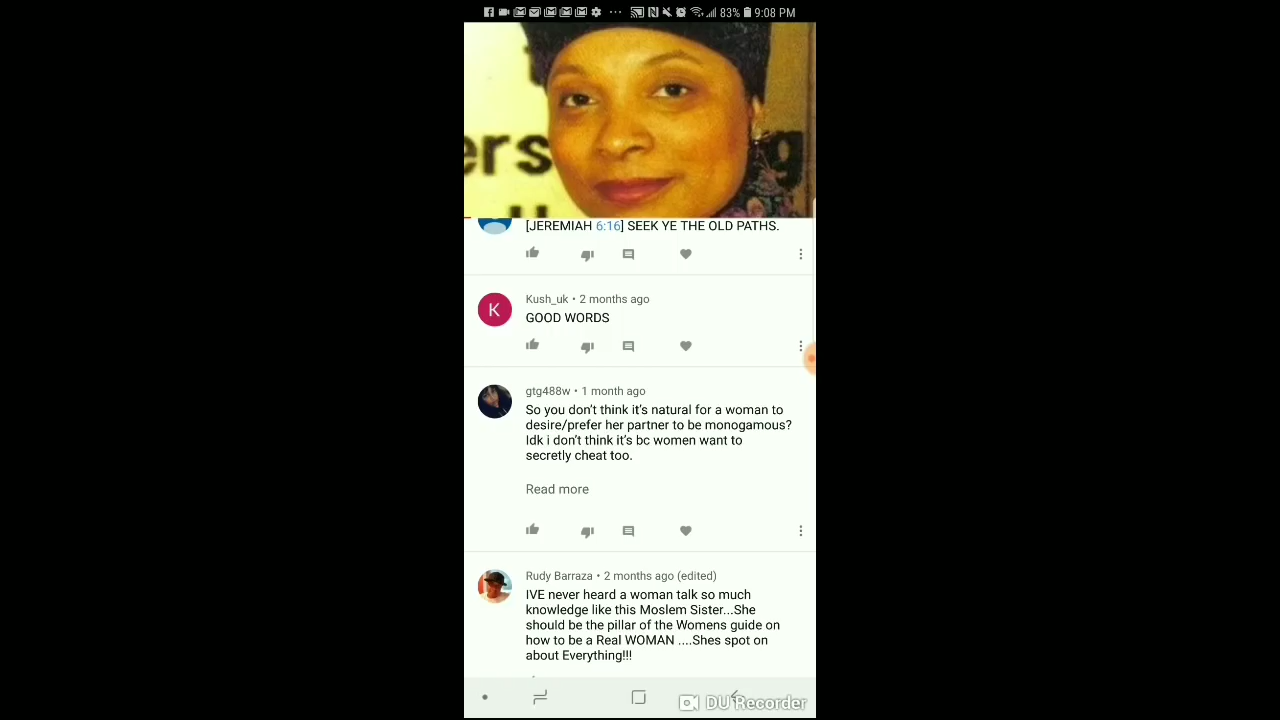 83% 9:08 PM
ers
g
[JEREMIAH 6:16] SEEK YE THE OLD PATHS.
K
Kush_uk • 2 months ago
GOOD WORDS
gtg488w • 1 month ago
So you don't think it's natural for a woman to
desire/prefer her partner to be monogamous?
Idk i don't think it's bc women want to
secretly cheat too.
Read more
Rudy Barraza • 2 months ago (edited)
IVE never heard a woman talk so much
knowledge like this Moslem Sister...She
should be the pillar of the Womens guide on
how to be a Real WOMAN ....Shes spot on
about Everything!!!
DU Recorder